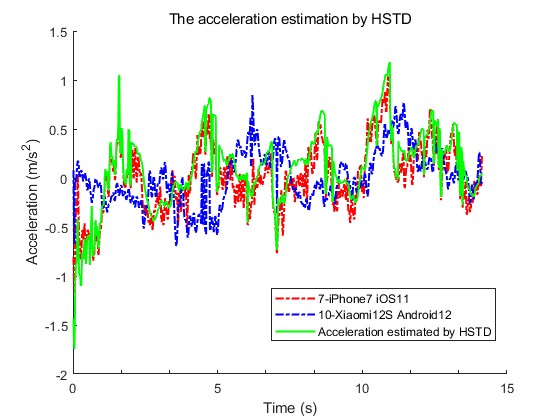 The acceleration estimation by HSTD
1.5
1
0.5
0
-0.5
-1
-1.5
-2
Acceleration (m/s²)
7-iPhone7 iOS11
10-Xiaomi12S Android12
Acceleration estimated by HSTD
0
5
10
15
Time (s)